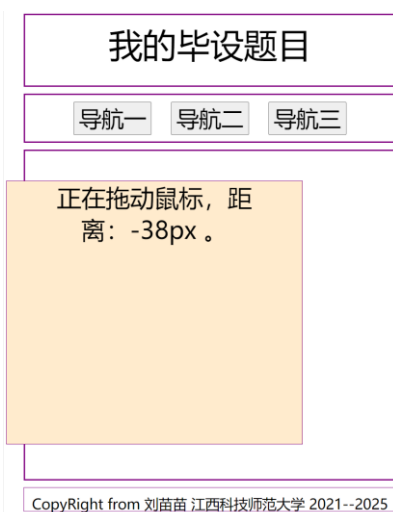 我的毕设题目
导航一 导航二 导航三
正在拖动鼠标，距
离：-38px 。
CopyRight from 刘苗苗 江西科技师范大学 2021--2025